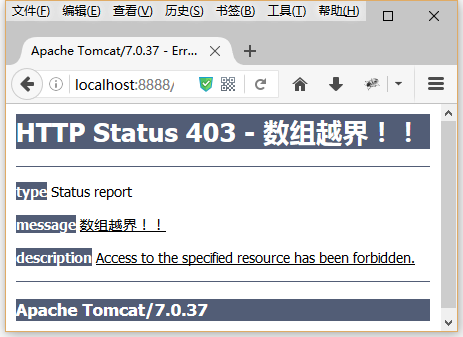 文件(F) 编辑(E) 查看(V) 历史(S) 书签(B) 工具(T) 帮助(H)
Apache Tomcat/7.0.37 - Err...
localhost:8888/
HTTP Status 403 - 数组越界！！
type Status report
message 数组越界！！
description Access to the specified resource has been forbidden.
Apache Tomcat/7.0.37